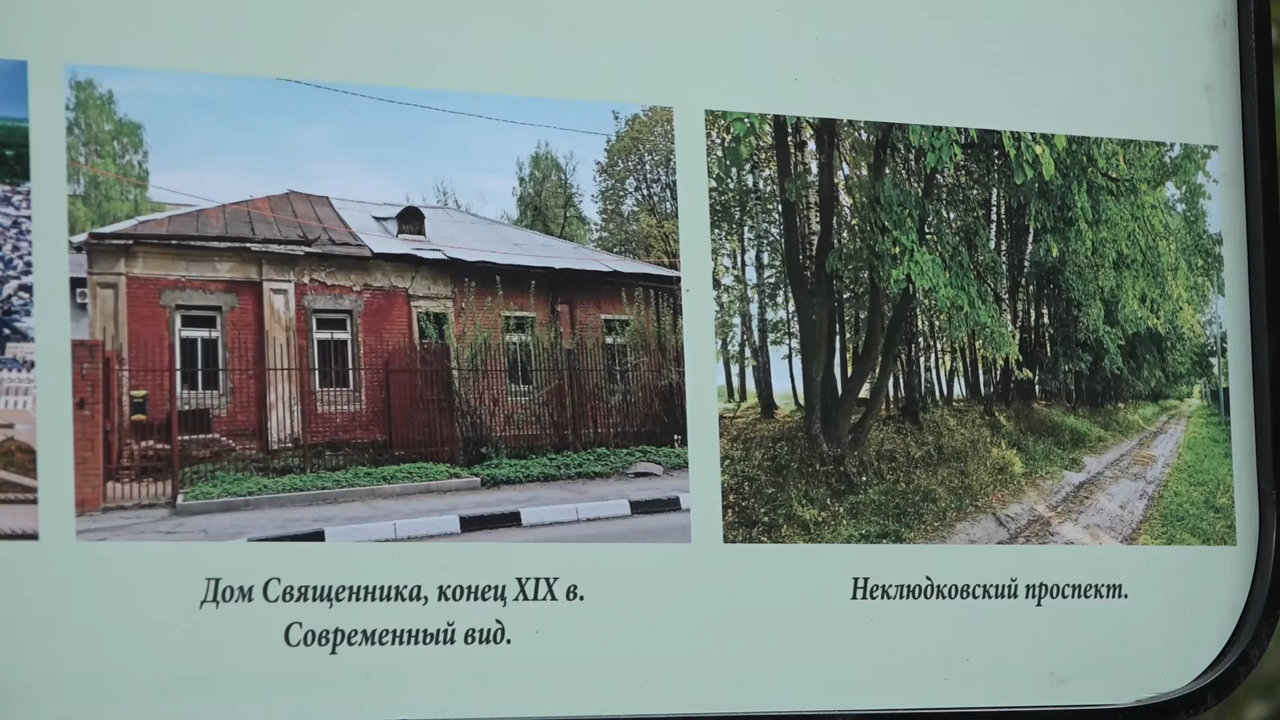 Дом Священника, конец XIX в.
Современный вид.
Неклюдковский проспект.